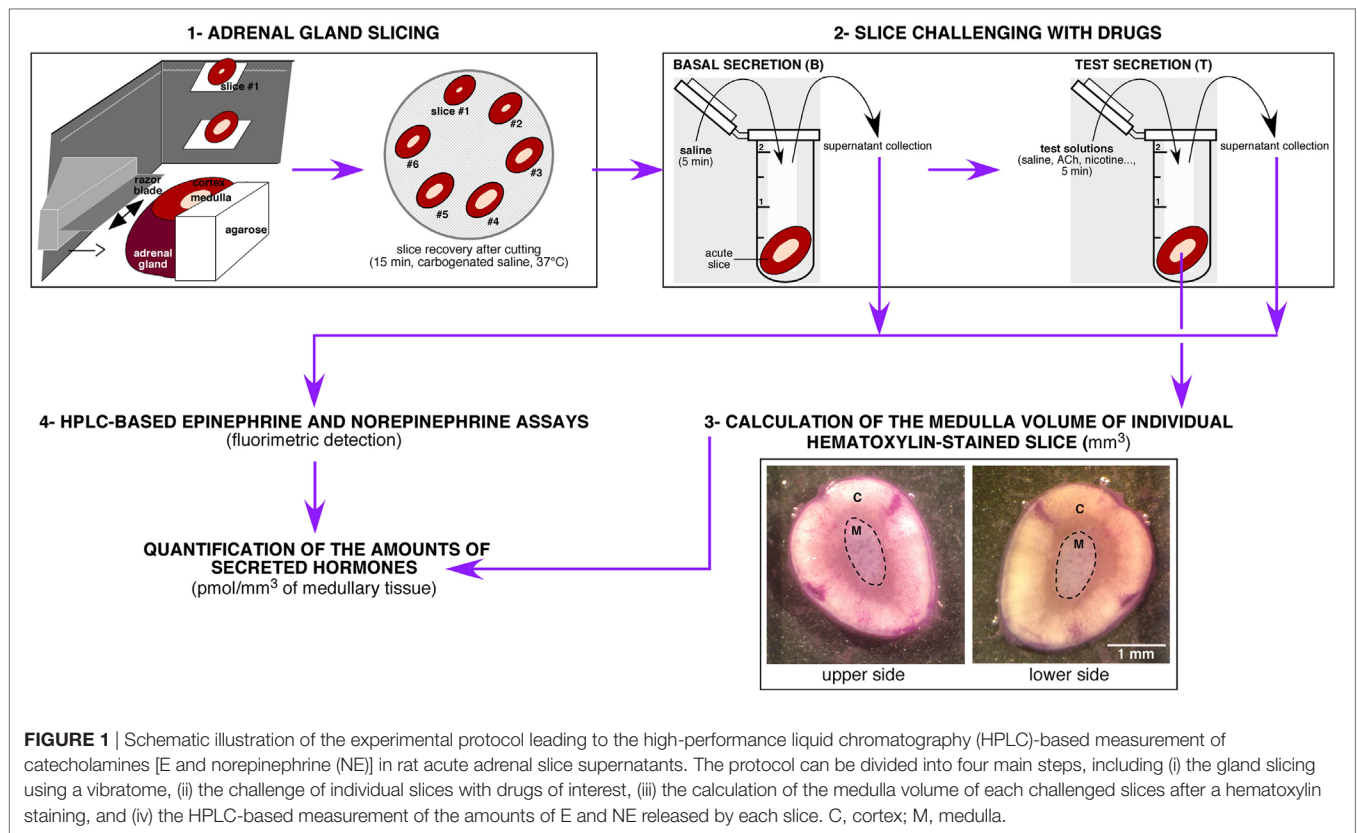 1- ADRENAL GLAND SLICING
slice #1
razor
blade
cortex
medulla
agarose
adrenal
gland
slice #1
#2
#3
#4
#5
#6
slice recovery after cutting
(15 min, carbogenated saline, 37°C)
2- SLICE CHALLENGING WITH DRUGS
BASAL SECRETION (B)
saline
(5 min)
2
1
acute
slice
supernatant collection
TEST SECRETION (T)
test solutions
(saline, ACh, nicotine...,
5 min)
2
1
supernatant collection
4- HPLC-BASED EPINEPHRINE AND NOREPINEPHRINE ASSAYS
(fluorimetric detection)
QUANTIFICATION OF THE AMOUNTS OF
SECRETED HORMONES
(pmol/mm³ of medullary tissue)
3- CALCULATION OF THE MEDULLA VOLUME OF INDIVIDUAL
HEMATOXYLIN-STAINED SLICE (mm³)
C
M
upper side
C
M
1 mm
lower side
FIGURE 1 | Schematic illustration of the experimental protocol leading to the high-performance liquid chromatography (HPLC)-based measurement of
catecholamines [E and norepinephrine (NE)] in rat acute adrenal slice supernatants. The protocol can be divided into four main steps, including (i) the gland slicing
using a vibratome, (ii) the challenge of individual slices with drugs of interest, (iii) the calculation of the medulla volume of each challenged slices after a hematoxylin
staining, and (iv) the HPLC-based measurement of the amounts of E and NE released by each slice. C, cortex; M, medulla.